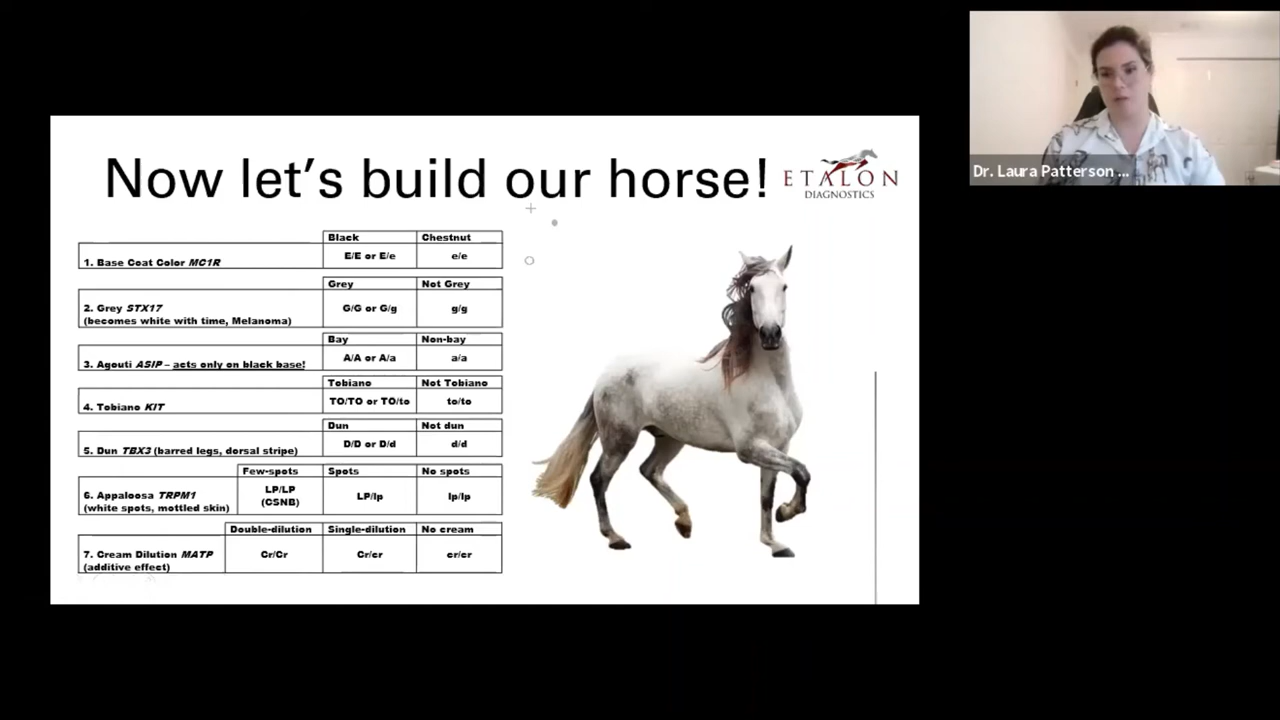 Now let's build our horse!
ETALON
DIAGNOSTICS
Dr. Laura Patterson ...
Black Chestnut
1. Base Coat Color MC1R E/E or E/e e/e
Grey Not Grey
2. Grey STX17 G/G or G/g g/g
(becomes white with time, Melanoma)
Bay Non-bay
3. Agouti ASIP – acts only on black base! A/A or A/a a/a
Tobiano Not Tobiano
4. Tobiano KIT TO/TO or TO/to to/to
Dun Not dun
5. Dun TBX3 (barred legs, dorsal stripe) D/D or D/d d/d
Few-spots Spots No spots
6. Appaloosa TRPM1 LP/LP LP/lp lp/lp
(white spots, mottled skin) (CSNB)
Double-dilution Single-dilution No cream
7. Cream Dilution MATP Cr/Cr Cr/cr cr/cr
(additive effect)